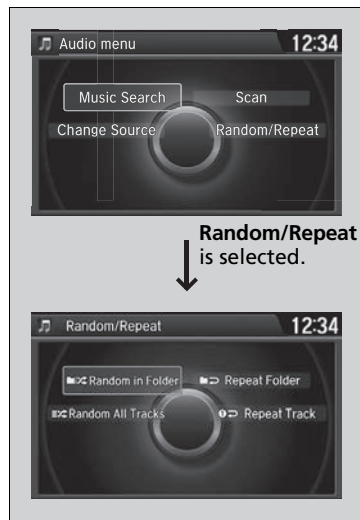 Audio menu 12:34
Music Search Scan
Change Source Random/Repeat
Random/Repeat
is selected.
Random/Repeat 12:34
Random in Folder Repeat Folder
Random All Tracks Repeat Track